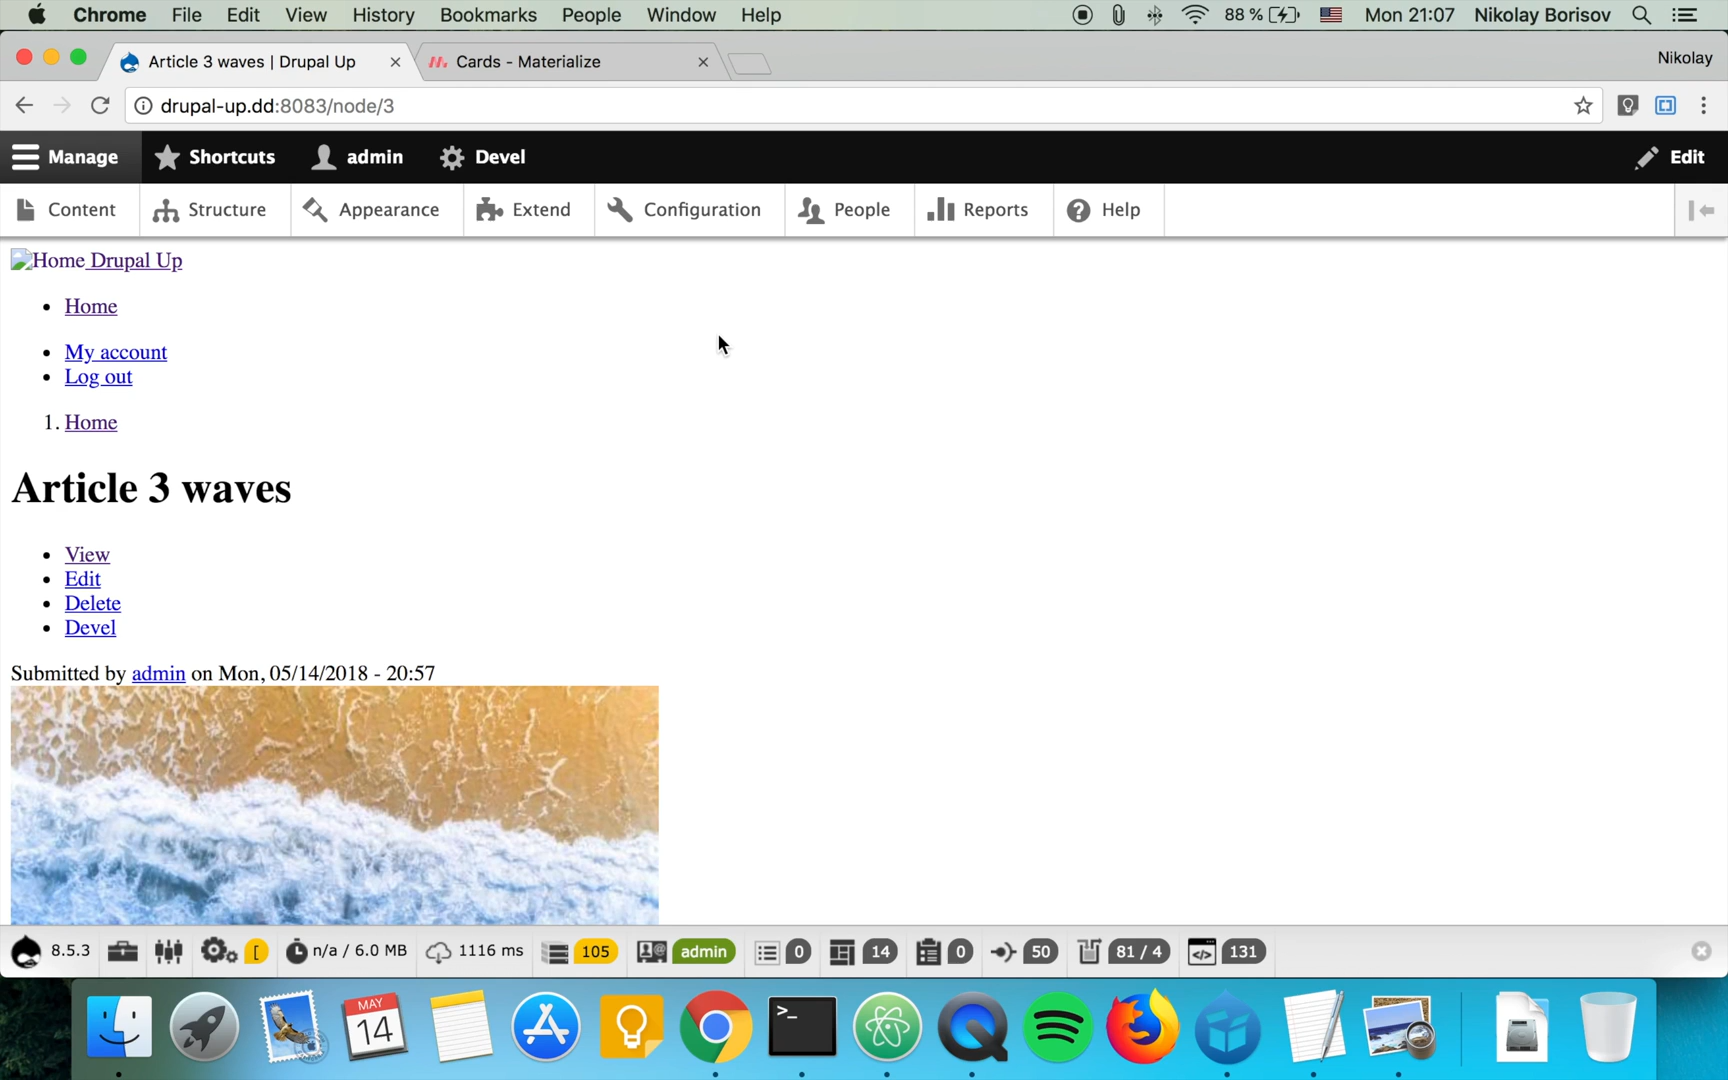 Chrome File Edit View History Bookmarks People Window Help 88 % Mon 21:07 Nikolay Borisov
Article 3 waves | Drupal Up Cards - Materialize Nikolay
drupal-up.dd:8083/node/3
Manage Shortcuts admin Devel Edit
Content Structure Appearance Extend Configuration People Reports Help
Home Drupal Up
Home
My account
Log out
1. Home
Article 3 waves
View
Edit
Delete
Devel
Submitted by admin on Mon, 05/14/2018 - 20:57
8.5.3 [ n/a / 6.0 MB 1116 ms 105 admin 0 14 0 50 81 / 4 131
MAY
14
>_